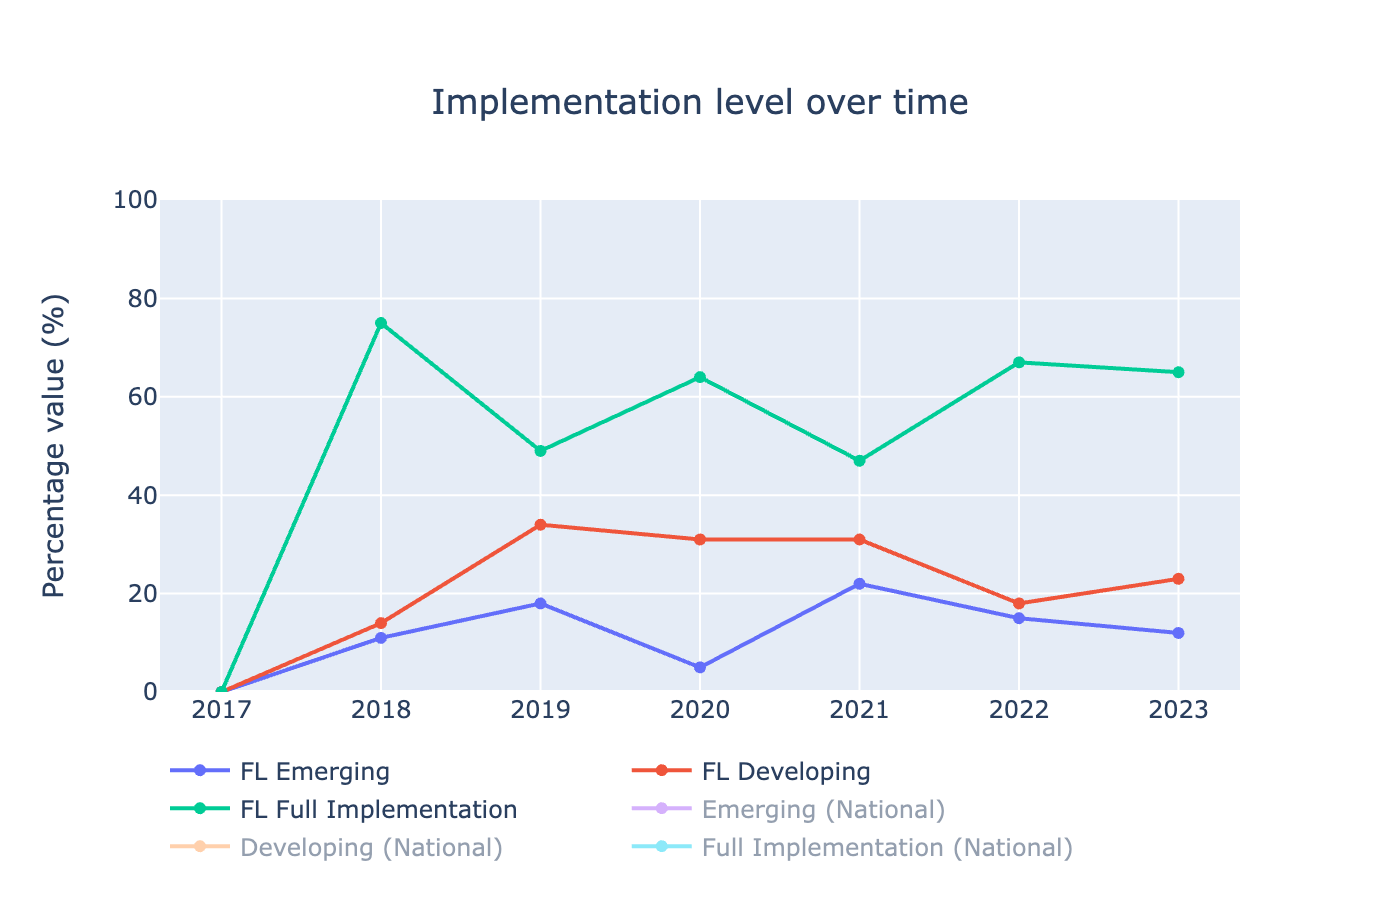 Implementation level over time
Percentage value (%)
100
80
60
40
20
0
2017 2018 2019 2020 2021 2022 2023
FL Emerging FL Developing
FL Full Implementation Emerging (National)
Developing (National) Full Implementation (National)